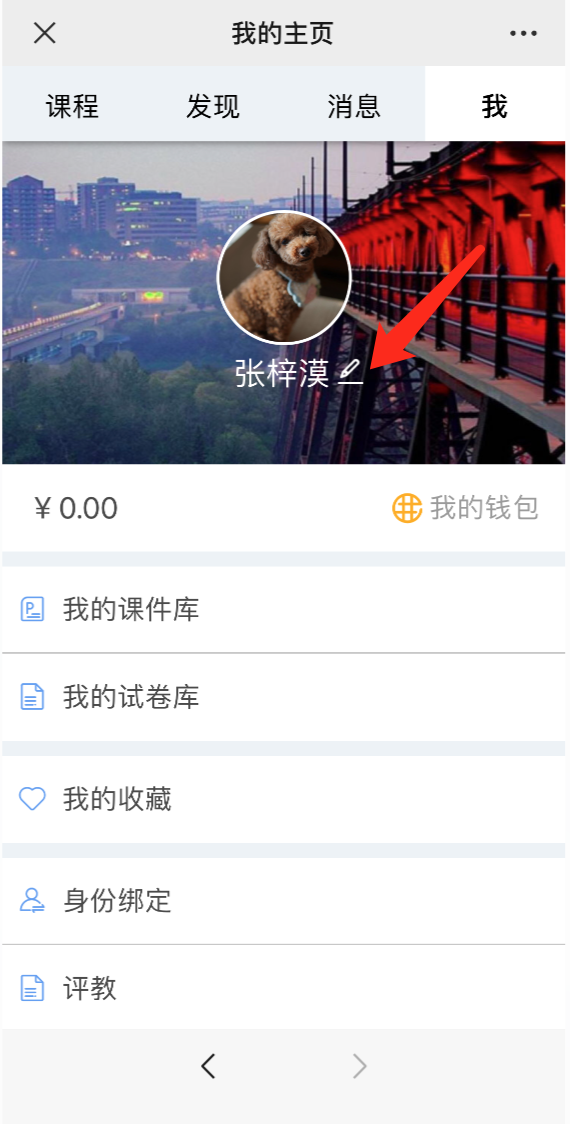 我的主页
课程 发现 消息 我
张梓漠
¥ 0.00 我的钱包
我的课件库
我的试卷库
我的收藏
身份绑定
评教